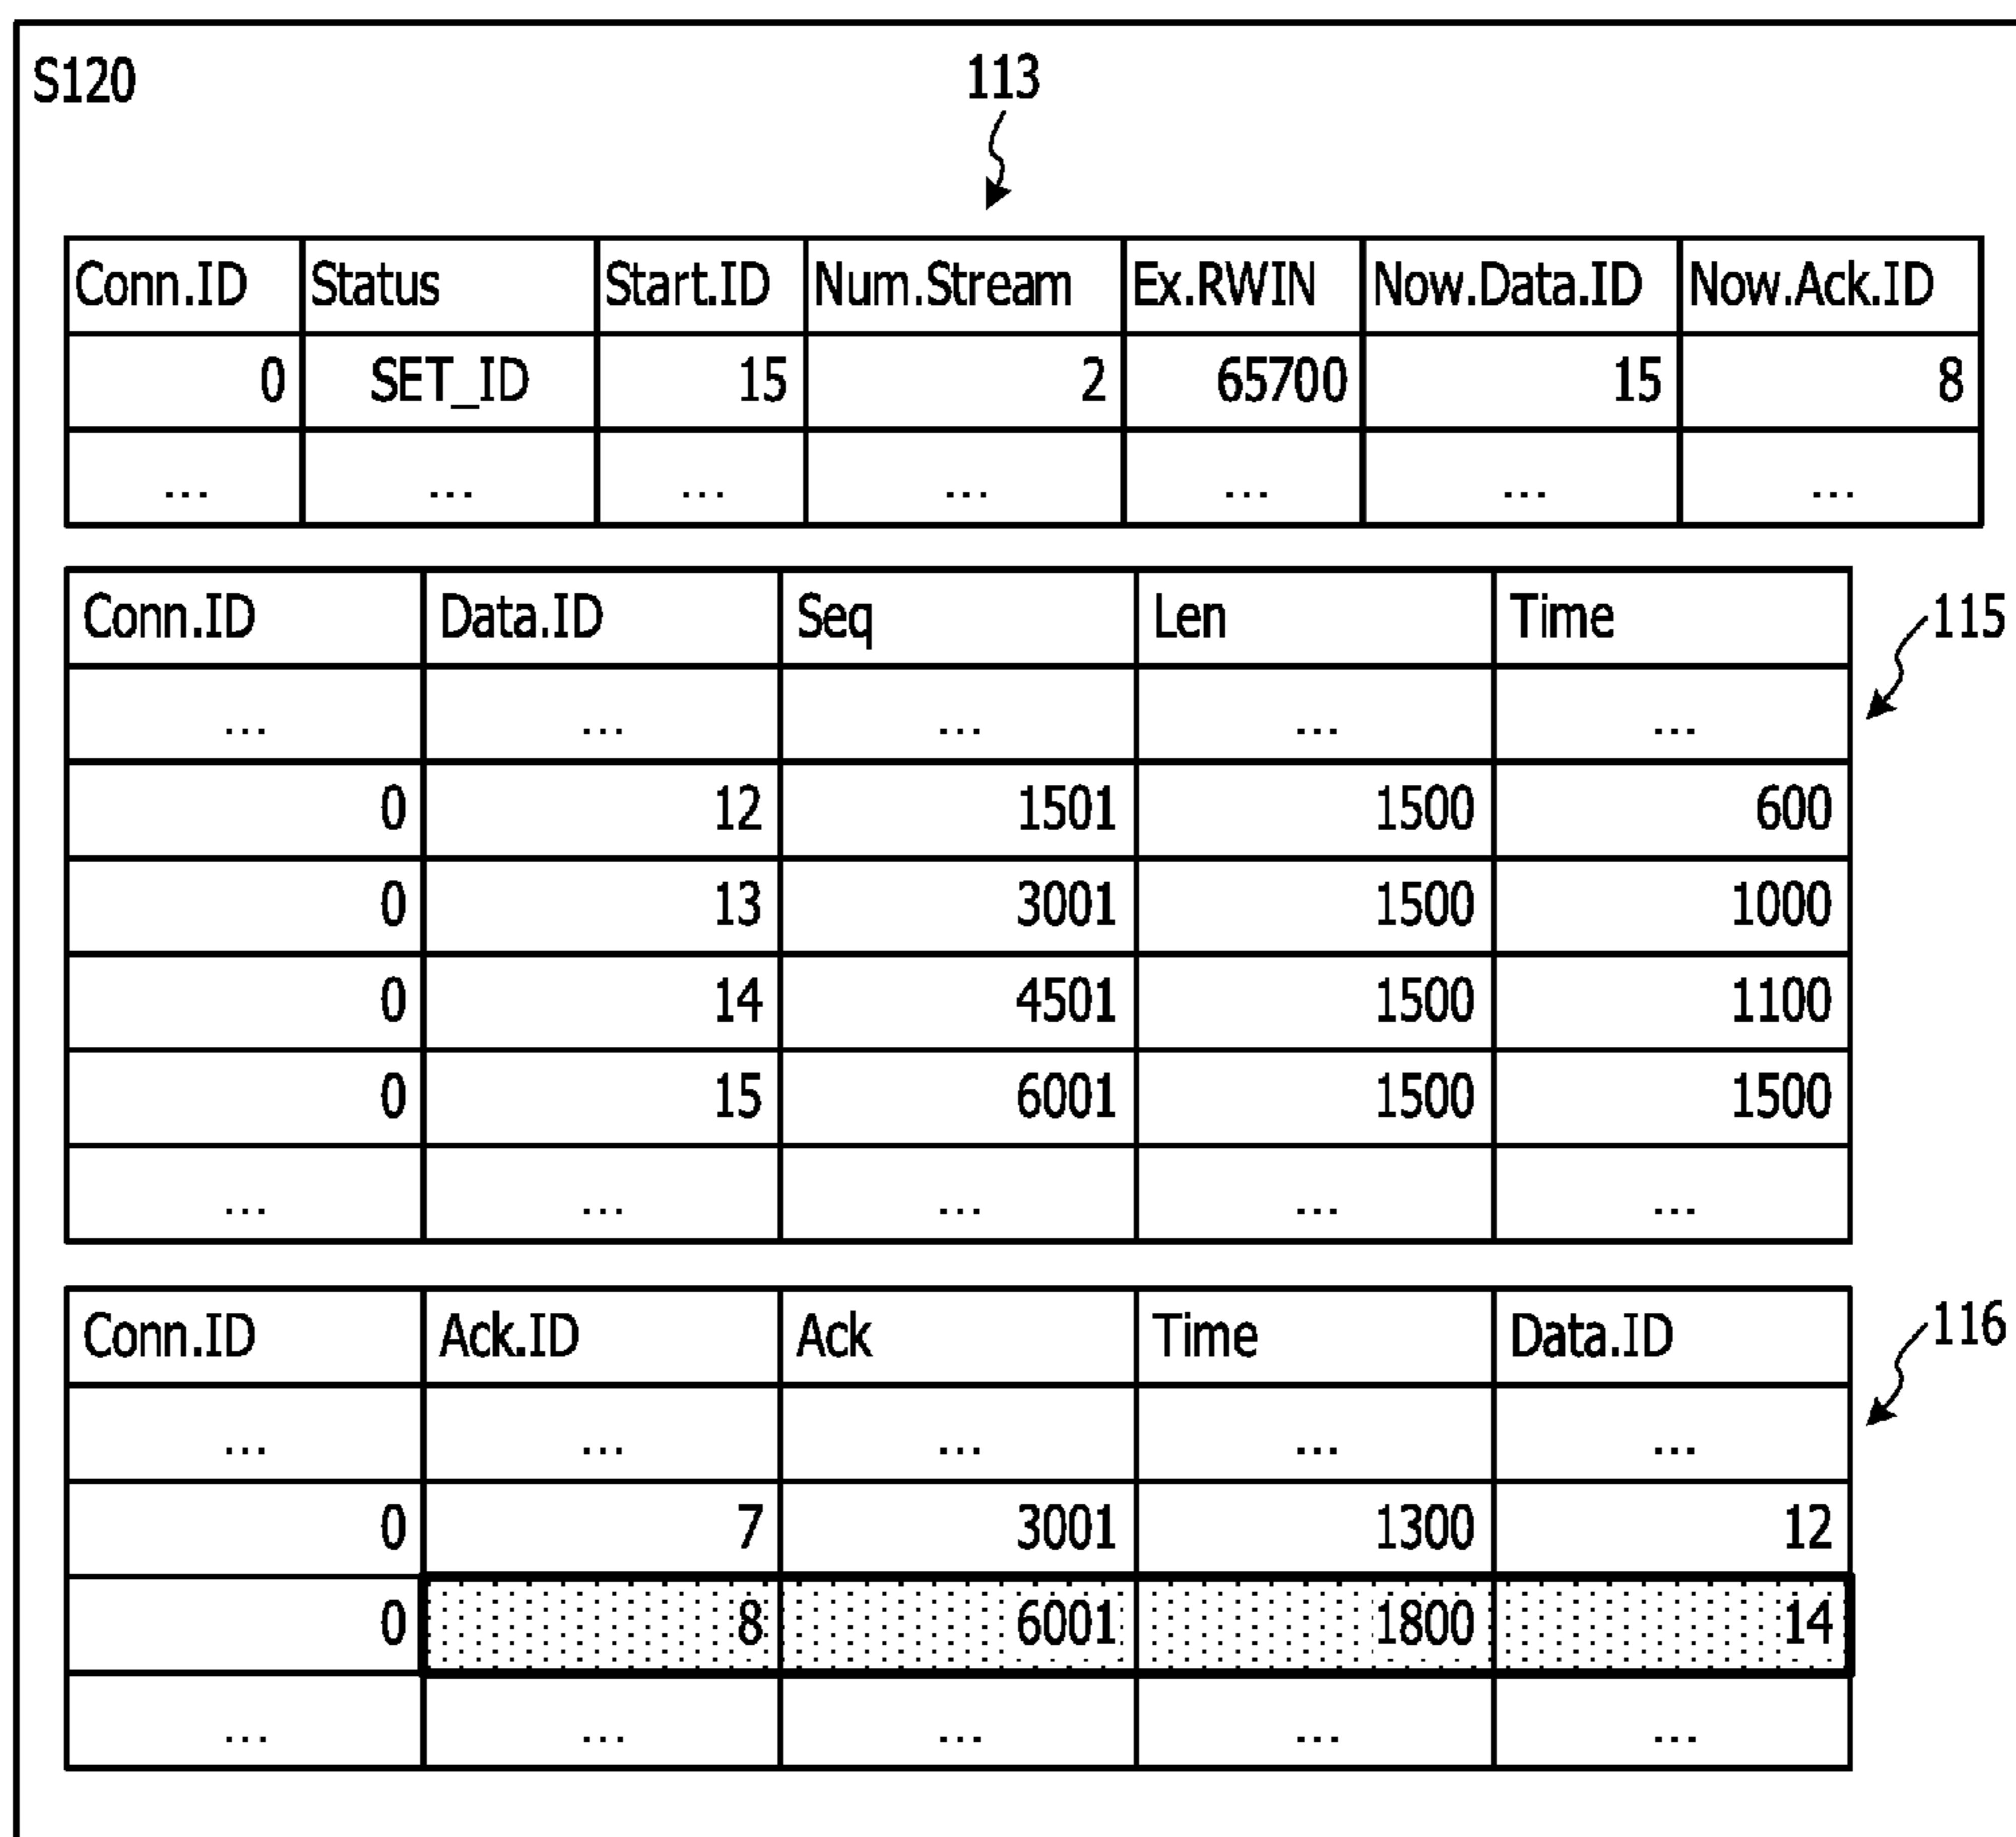 S120
113
Conn.ID Status Start.ID Num.Stream Ex.RWIN Now.Data.ID Now.Ack.ID
0 SET_ID 15 2 65700 15 8
... ... ... ... ... ... ...
115
Conn.ID Data.ID Seq Len Time
... ... ... ... ...
0 12 1501 1500 600
0 13 3001 1500 1000
0 14 4501 1500 1100
0 15 6001 1500 1500
... ... ... ... ...
116
Conn.ID Ack.ID Ack Time Data.ID
... ... ... ... ...
0 7 3001 1300 12
0 8 6001 1800 14
... ... ... ... ...